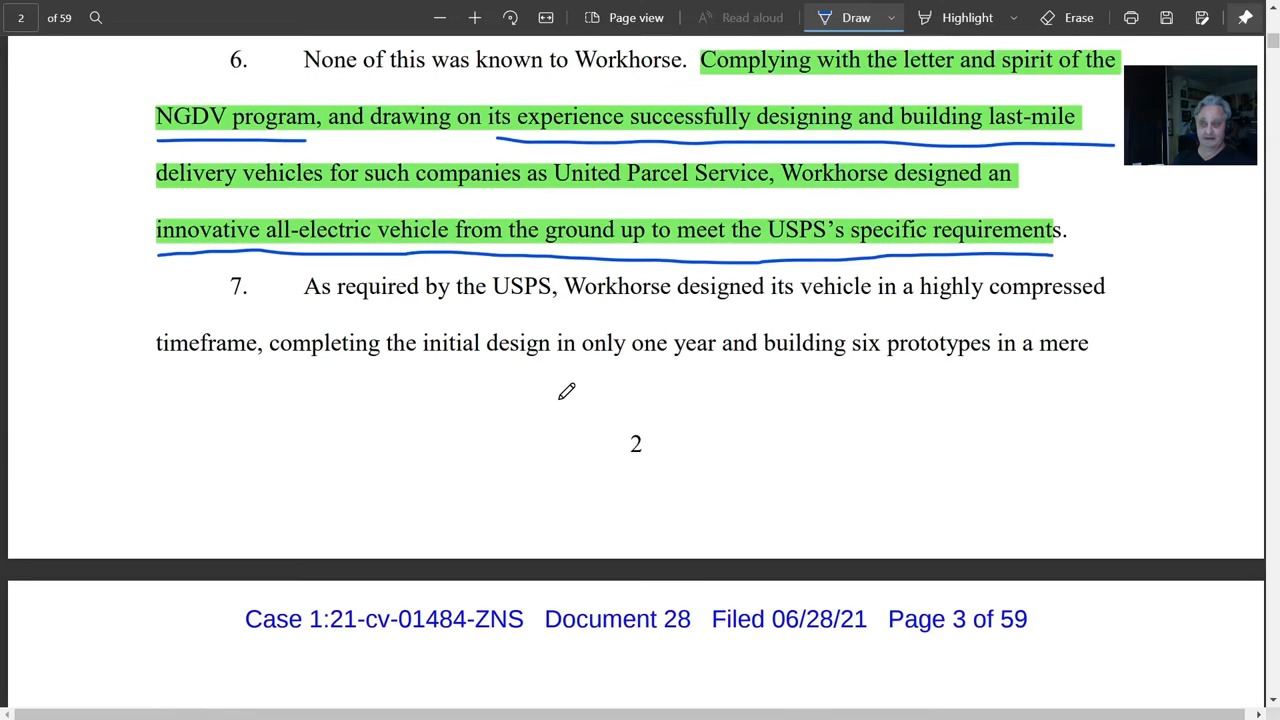 2 of 59 Page view Read aloud Draw Highlight Erase
6. None of this was known to Workhorse. Complying with the letter and spirit of the
NGDV program, and drawing on its experience successfully designing and building last-mile
delivery vehicles for such companies as United Parcel Service, Workhorse designed an
innovative all-electric vehicle from the ground up to meet the USPS’s specific requirements.
7. As required by the USPS, Workhorse designed its vehicle in a highly compressed
timeframe, completing the initial design in only one year and building six prototypes in a mere
2
Case 1:21-cv-01484-ZNS Document 28 Filed 06/28/21 Page 3 of 59